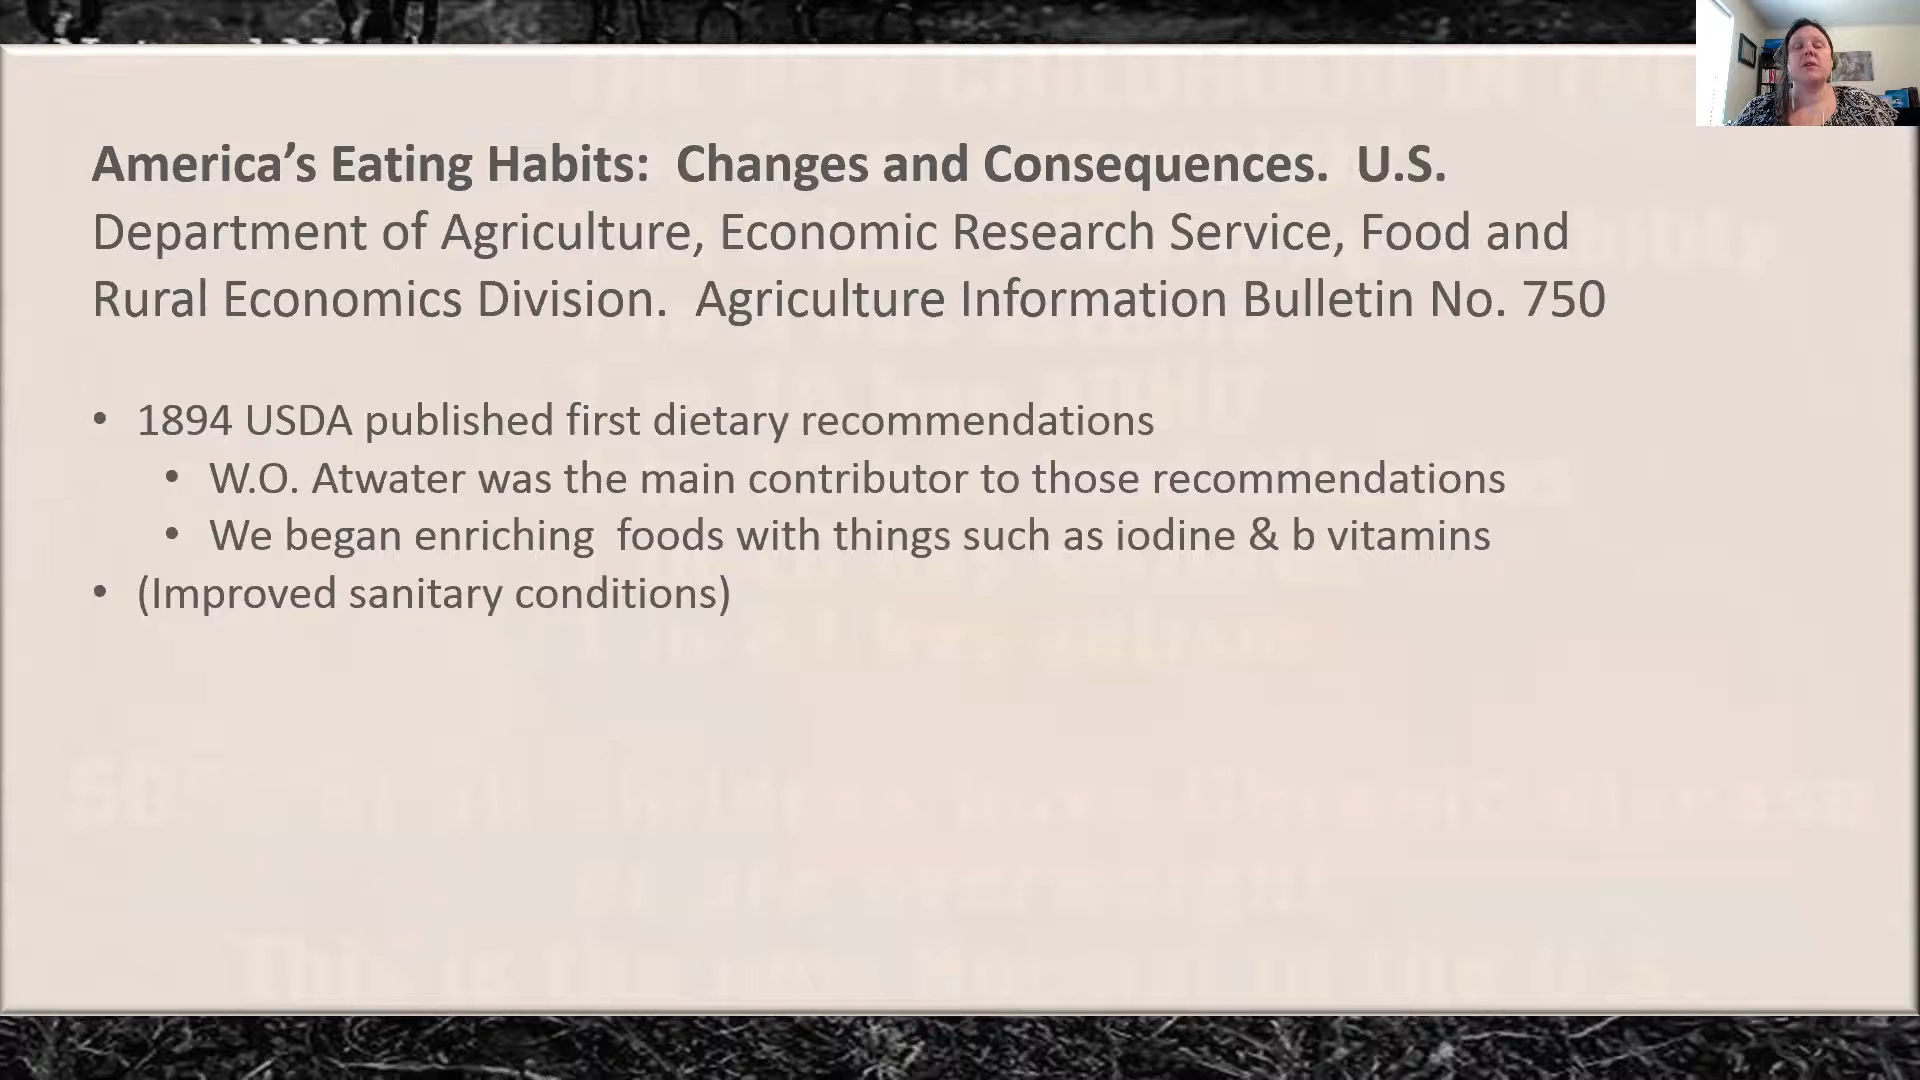 America’s Eating Habits:  Changes and Consequences.  U.S.
Department of Agriculture, Economic Research Service, Food and
Rural Economics Division.  Agriculture Information Bulletin No. 750
• 1894 USDA published first dietary recommendations
• W.O. Atwater was the main contributor to those recommendations
• We began enriching  foods with things such as iodine & b vitamins
• (Improved sanitary conditions)